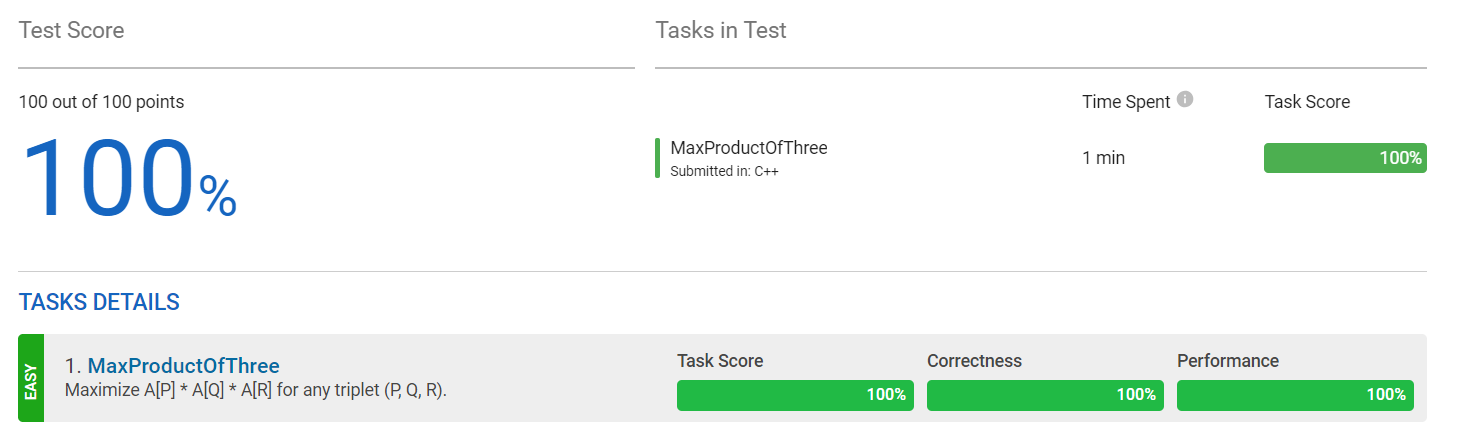 Test Score
Tasks in Test
100 out of 100 points
100%
Time Spent
Task Score
MaxProductOfThree
Submitted in: C++
1 min
100%
TASKS DETAILS
EASY
1. MaxProductOfThree
Maximize A[P] * A[Q] * A[R] for any triplet (P, Q, R).
Task Score
Correctness
Performance
100%
100%
100%